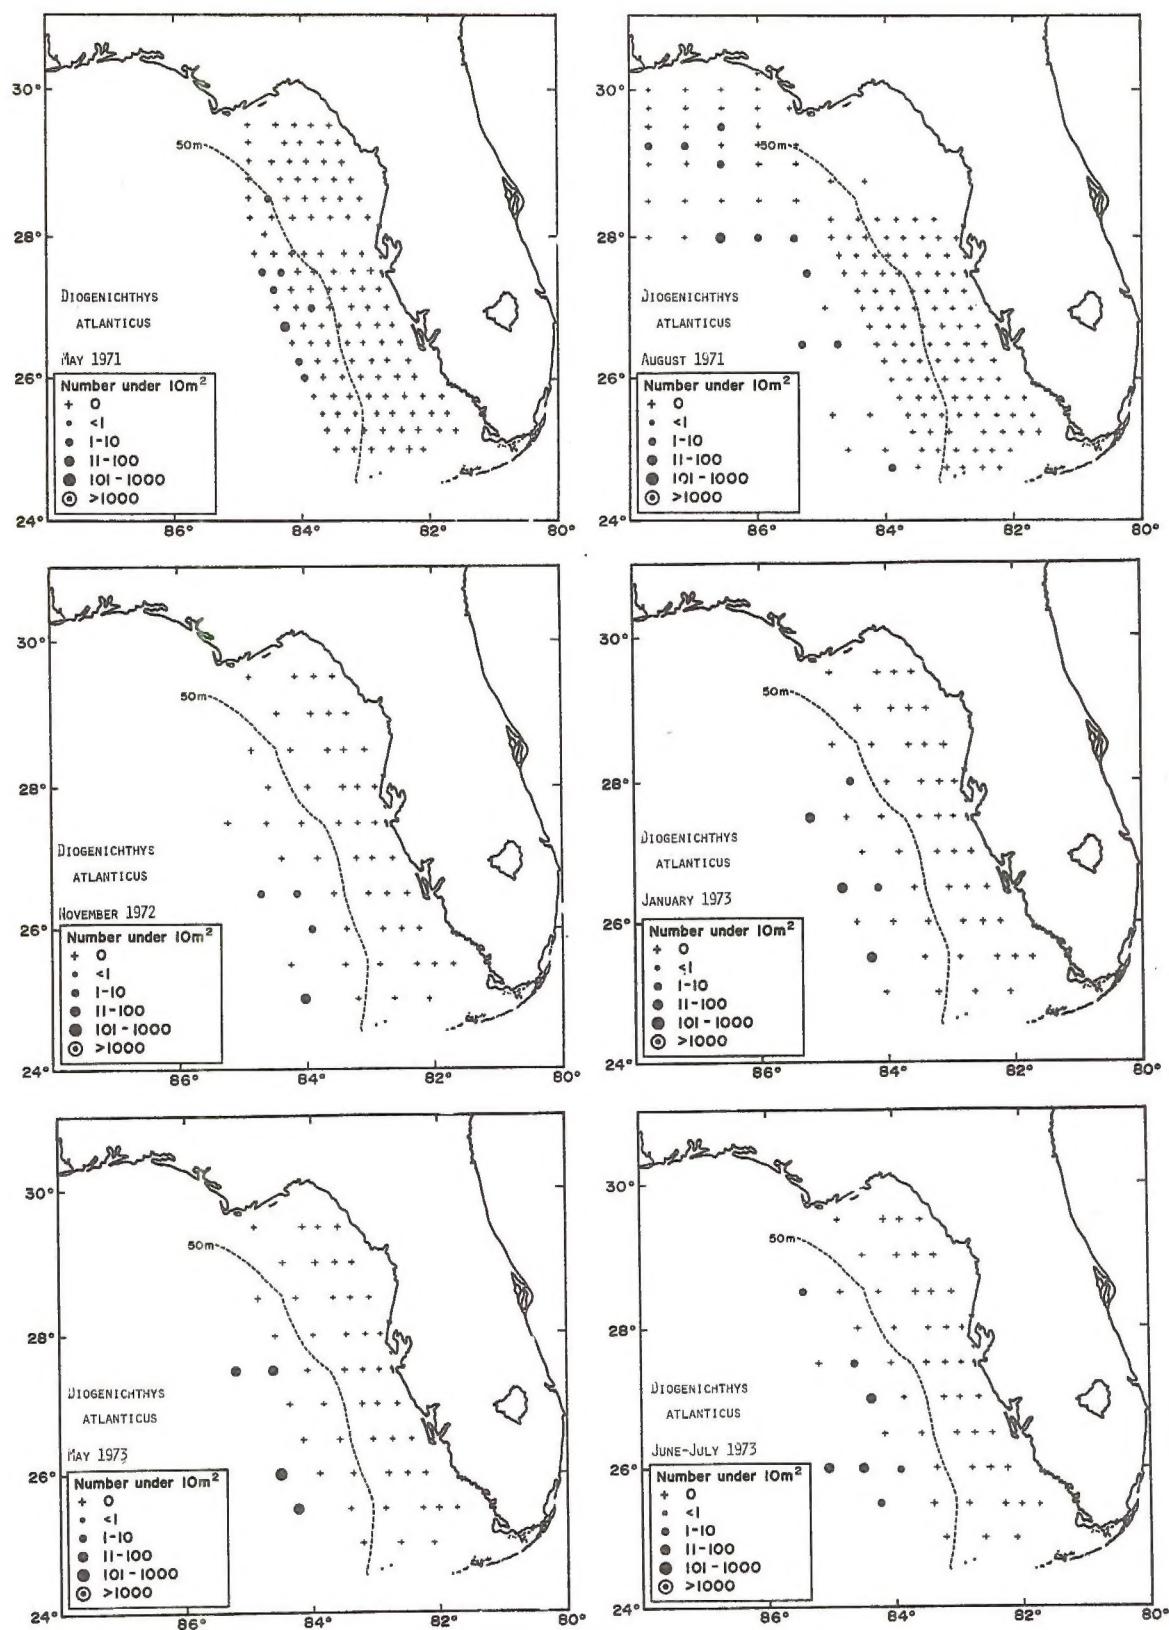 30°
28°
26°
24°
86°
84°
82°
80°
50m
DIOGENICHTHYS
ATLANTICUS
MAY 1971
Number under 10m²
+ 0
<1
1-10
11-100
101-1000
>1000
30°
28°
26°
24°
86°
84°
82°
80°
50m
DIOGENICHTHYS
ATLANTICUS
AUGUST 1971
Number under 10m²
+ 0
<1
1-10
11-100
101-1000
>1000
30°
28°
26°
24°
86°
84°
82°
80°
50m
DIOGENICHTHYS
ATLANTICUS
NOVEMBER 1972
Number under 10m²
+ 0
<1
1-10
11-100
101-1000
>1000
30°
28°
26°
24°
86°
84°
82°
80°
50m
DIOGENICHTHYS
ATLANTICUS
JANUARY 1973
Number under 10m²
+ 0
<1
1-10
11-100
101-1000
>1000
30°
28°
26°
24°
86°
84°
82°
80°
50m
DIOGENICHTHYS
ATLANTICUS
MAY 1973
Number under 10m²
+ 0
<1
1-10
11-100
101-1000
>1000
30°
28°
26°
24°
86°
84°
82°
80°
50m
DIOGENICHTHYS
ATLANTICUS
JUNE-JULY 1973
Number under 10m²
+ 0
<1
1-10
11-100
101-1000
>1000